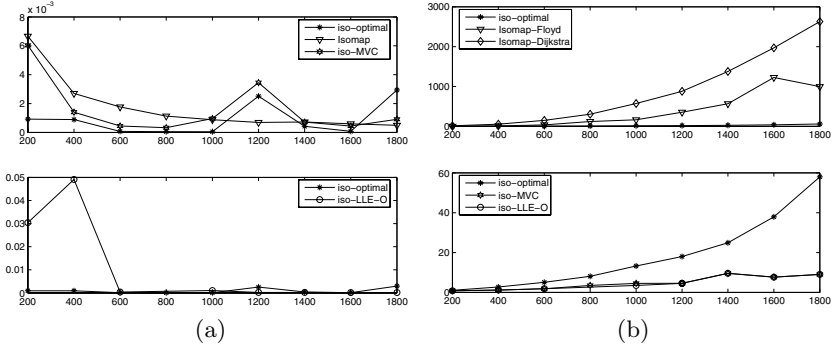 x 10⁻³
8
6
4
2
0
200 400 600 800 1000 1200 1400 1600 1800
iso-optimal
Isomap
iso-MVC
0.05
0.04
0.03
0.02
0.01
0
200 400 600 800 1000 1200 1400 1600 1800
iso-optimal
iso-LLE-O
(a)
3000
2000
1000
0
200 400 600 800 1000 1200 1400 1600 1800
iso-optimal
Isomap-Floyd
Isomap-Dijkstra
60
40
20
0
200 400 600 800 1000 1200 1400 1600 1800
iso-optimal
iso-MVC
iso-LLE-O
(b)